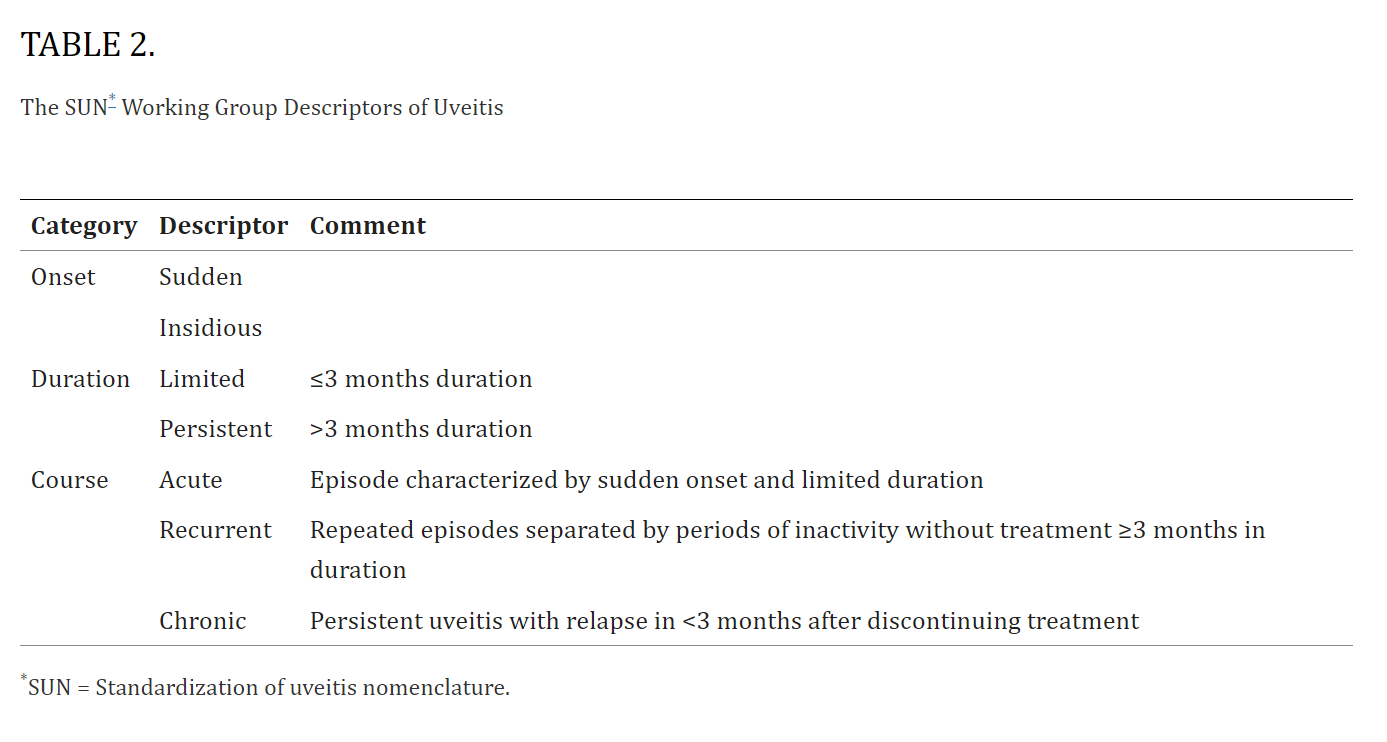 TABLE 2.
The SUN* Working Group Descriptors of Uveitis
Category Descriptor Comment
Onset Sudden
Insidious
Duration Limited ≤3 months duration
Persistent >3 months duration
Course Acute Episode characterized by sudden onset and limited duration
Recurrent Repeated episodes separated by periods of inactivity without treatment ≥3 months in
duration
Chronic Persistent uveitis with relapse in <3 months after discontinuing treatment
*SUN = Standardization of uveitis nomenclature.